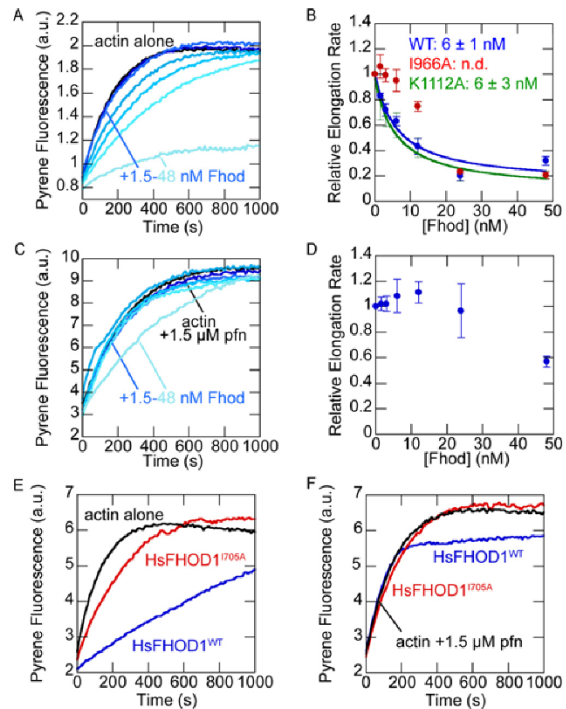 A
B
Pyrene Fluorescence (a.u.)
2.2
2
1.8
1.6
1.4
1.2
1
0.8
actin alone
+1.5-48 nM Fhod
0 200 400 600 800 1000
Time (s)
Relative Elongation Rate
1.4
1.2
1
0.8
0.6
0.4
0.2
0
WT: 6 ± 1 nM
I966A: n.d.
K1112A: 6 ± 3 nM
0 10 20 30 40 50
[Fhod] (nM)
C
D
Pyrene Fluorescence (a.u.)
10
9
8
7
6
5
4
3
2
actin
+1.5 µM pfn
+1.5-48 nM Fhod
0 200 400 600 800 1000
Time (s)
Relative Elongation Rate
1.4
1.2
1
0.8
0.6
0.4
0.2
0
0 10 20 30 40 50
[Fhod] (nM)
E
F
Pyrene Fluorescence (a.u.)
7
6
5
4
3
2
actin alone
HsFHOD1I705A
HsFHOD1WT
0 200 400 600 800 1000
Time (s)
Pyrene Fluorescence (a.u.)
7
6
5
4
3
2
HsFHOD1WT
HsFHOD1I705A
actin +1.5 µM pfn
0 200 400 600 800 1000
Time (s)